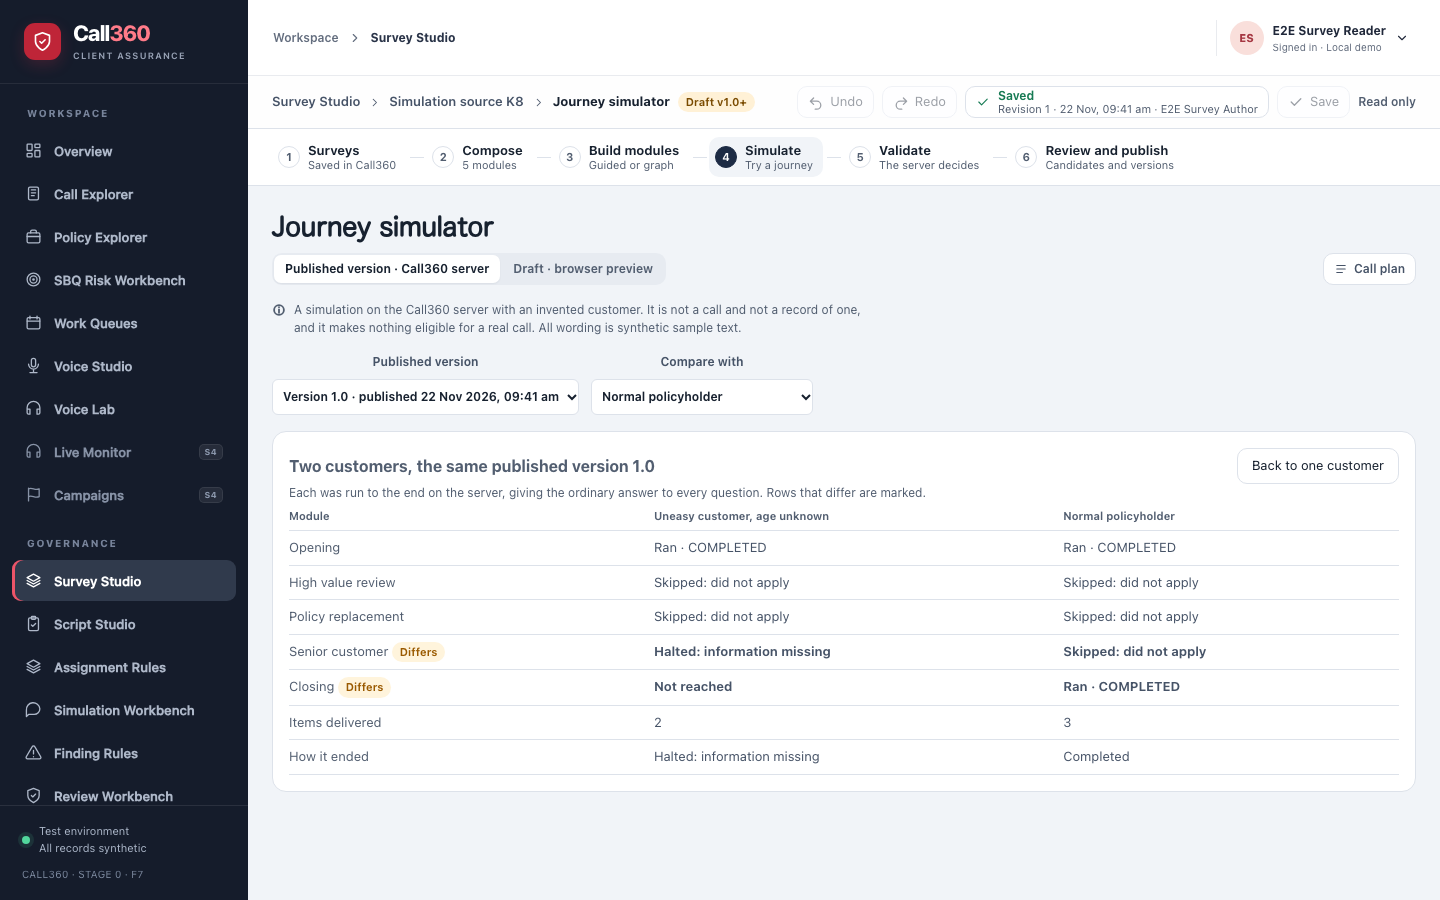 Call360
CLIENT ASSURANCE
WORKSPACE
Overview
Call Explorer
Policy Explorer
SBQ Risk Workbench
Work Queues
Voice Studio
Voice Lab
Live Monitor S4
Campaigns S4
GOVERNANCE
Survey Studio
Script Studio
Assignment Rules
Simulation Workbench
Finding Rules
Review Workbench
Test environment
All records synthetic
CALL360 · STAGE 0 · F7
Workspace > Survey Studio
ES
E2E Survey Reader
Signed in · Local demo
Survey Studio > Simulation source K8 > Journey simulator Draft v1.0+
Undo
Redo
Saved
Revision 1 · 22 Nov, 09:41 am · E2E Survey Author
Save
Read only
1 Surveys
Saved in Call360
2 Compose
5 modules
3 Build modules
Guided or graph
4 Simulate
Try a journey
5 Validate
The server decides
6 Review and publish
Candidates and versions
Journey simulator
Published version · Call360 server
Draft · browser preview
Call plan
A simulation on the Call360 server with an invented customer. It is not a call and not a record of one,
and it makes nothing eligible for a real call. All wording is synthetic sample text.
Published version
Compare with
Version 1.0 · published 22 Nov 2026, 09:41 am
Normal policyholder
Two customers, the same published version 1.0
Back to one customer
Each was run to the end on the server, giving the ordinary answer to every question. Rows that differ are marked.
Module Uneasy customer, age unknown Normal policyholder
Opening Ran · COMPLETED Ran · COMPLETED
High value review Skipped: did not apply Skipped: did not apply
Policy replacement Skipped: did not apply Skipped: did not apply
Senior customer Differs Halted: information missing Skipped: did not apply
Closing Differs Not reached Ran · COMPLETED
Items delivered 2 3
How it ended Halted: information missing Completed